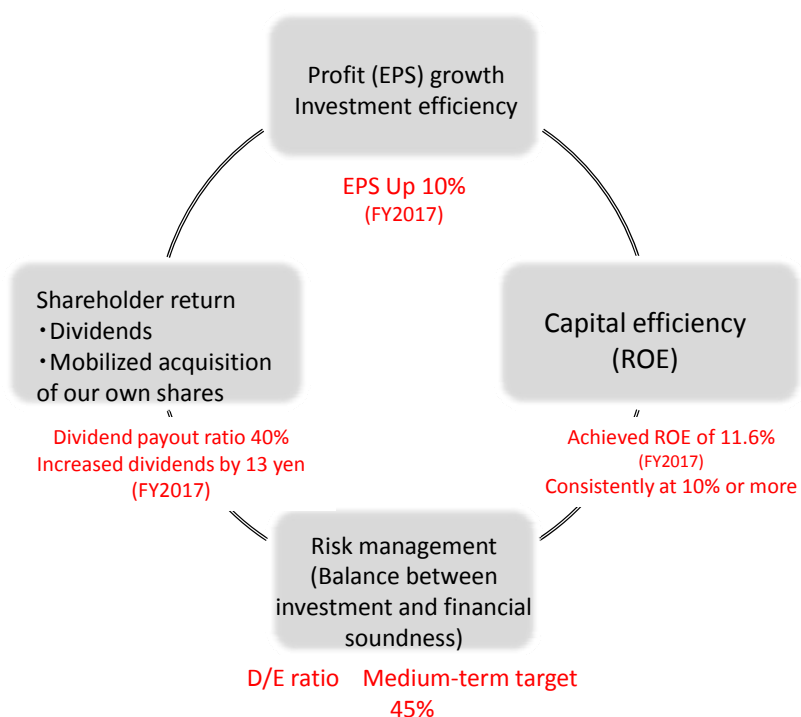 Profit (EPS) growth
Investment efficiency
EPS Up 10%
(FY2017)
Shareholder return
・Dividends
・Mobilized acquisition
of our own shares
Dividend payout ratio 40%
Increased dividends by 13 yen
(FY2017)
Capital efficiency
(ROE)
Achieved ROE of 11.6%
(FY2017)
Consistently at 10% or more
Risk management
(Balance between
investment and financial
soundness)
D/E ratio Medium-term target
45%